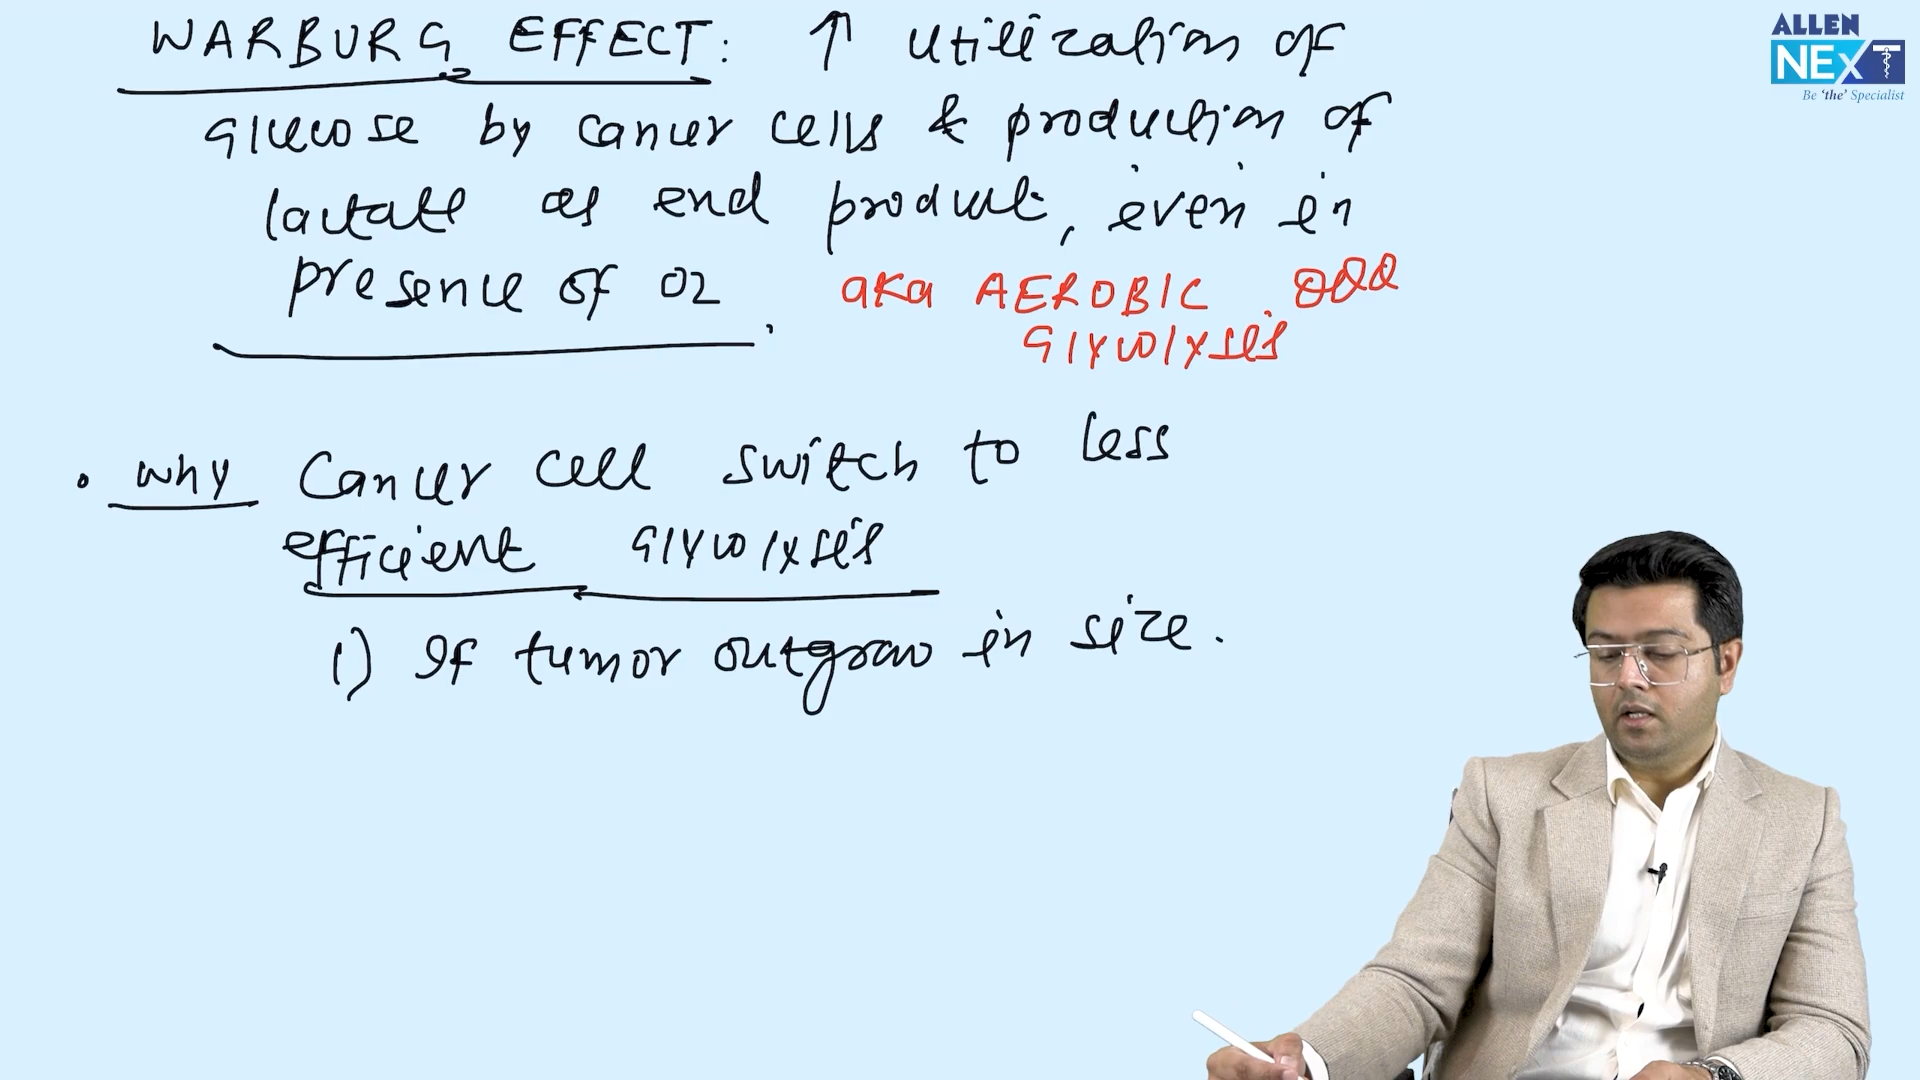 WARBURG EFFECT: ↑ utilization of
glucose by cancer cells & production of
lactate as end product, even in
presence of O2. aka AEROBIC
Glycolysis
• Why Cancer cell switch to less
efficient Glycolysis
1) If tumor outgrow in size.
ALLEN
NEXT
Be 'the' Specialist